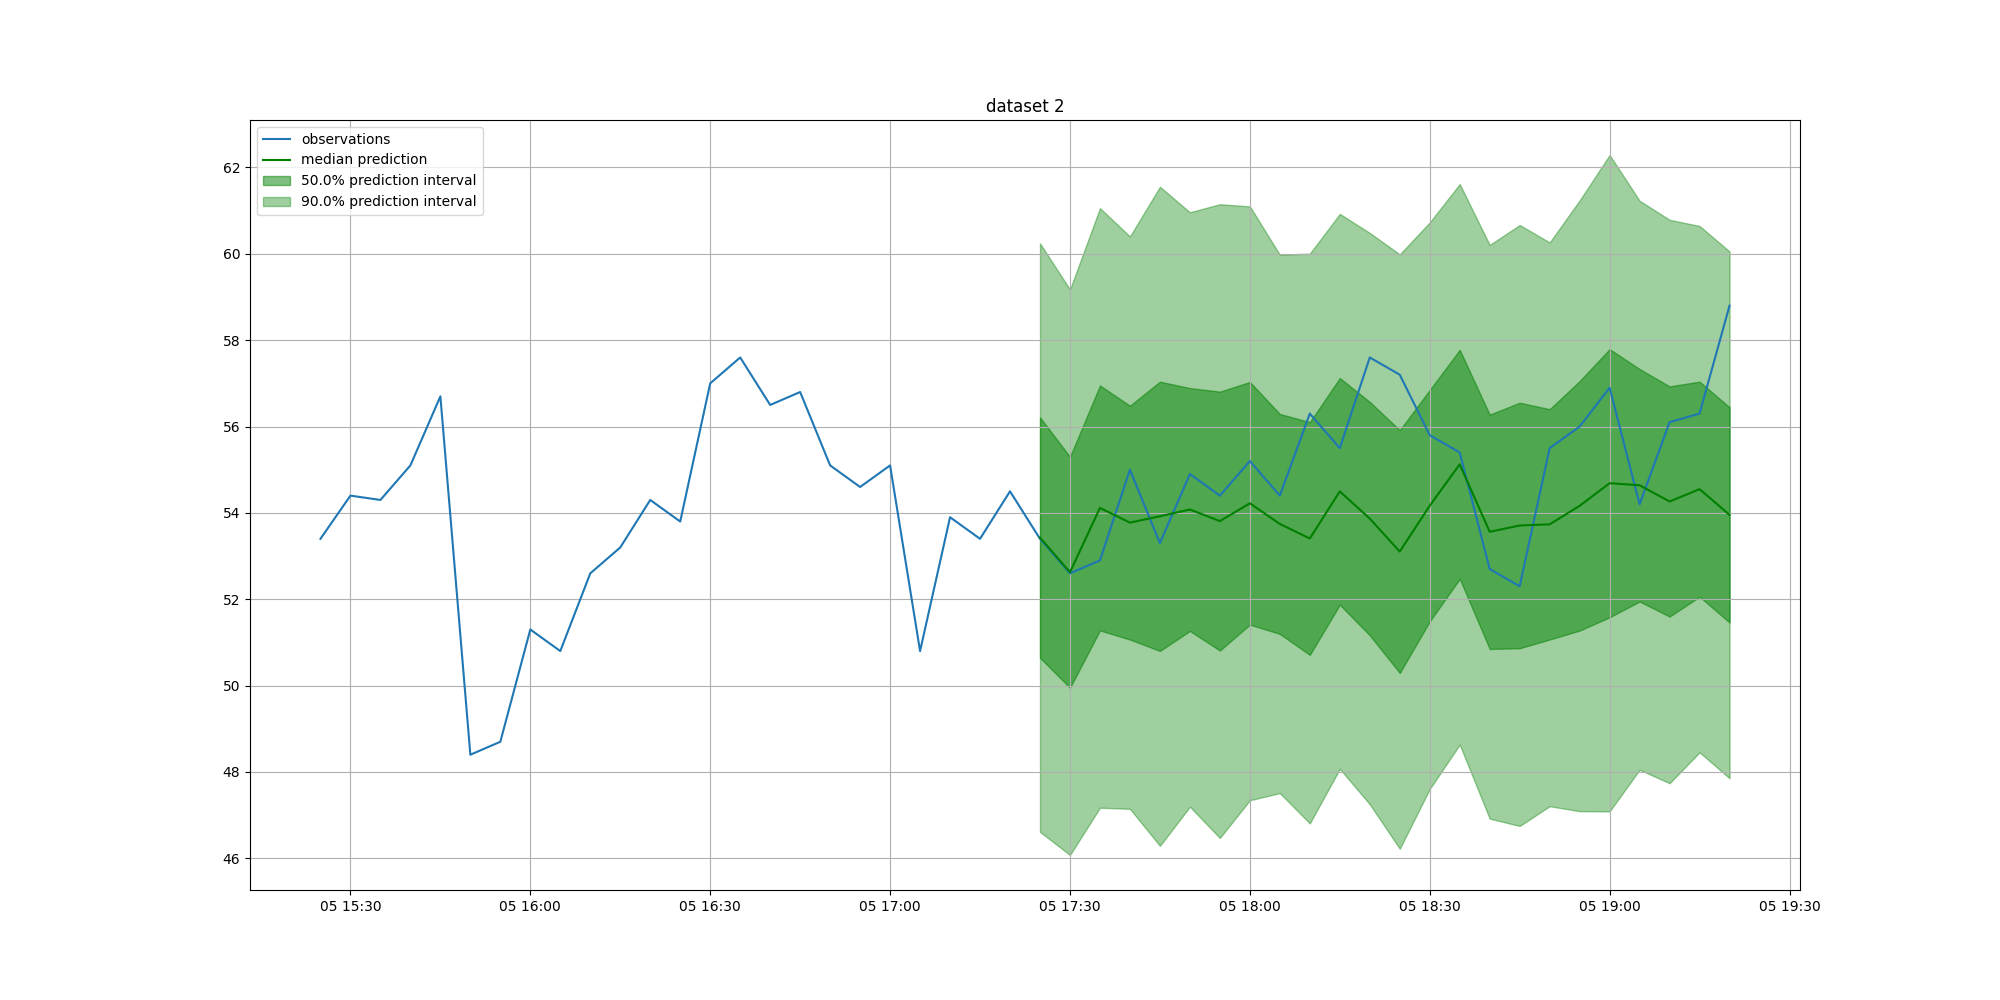 dataset 2
observations
median prediction
50.0% prediction interval
90.0% prediction interval
62
60
58
56
54
52
50
48
46
05 15:30 05 16:00 05 16:30 05 17:00 05 17:30 05 18:00 05 18:30 05 19:00 05 19:30